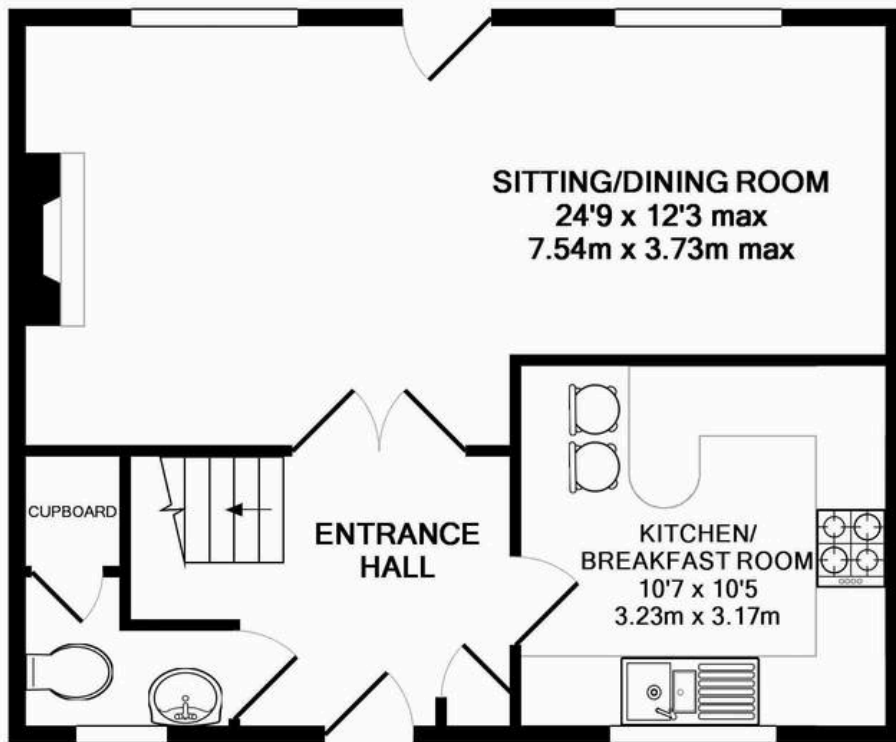 SITTING/DINING ROOM
24'9 x 12'3 max
7.54m x 3.73m max
CUPBOARD
ENTRANCE
HALL
KITCHEN/
BREAKFAST ROOM
10'7 x 10'5
3.23m x 3.17m